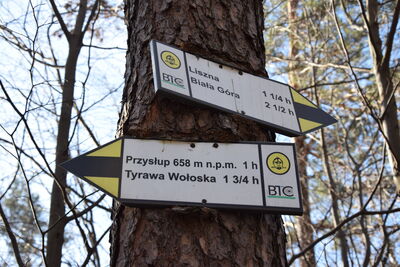 Liszna 1 1/4 h
Biała Góra 2 1/2 h
BTC
Przysłup 658 m n.p.m. 1 h
Tyrawa Wołoska 1 3/4 h
BTC